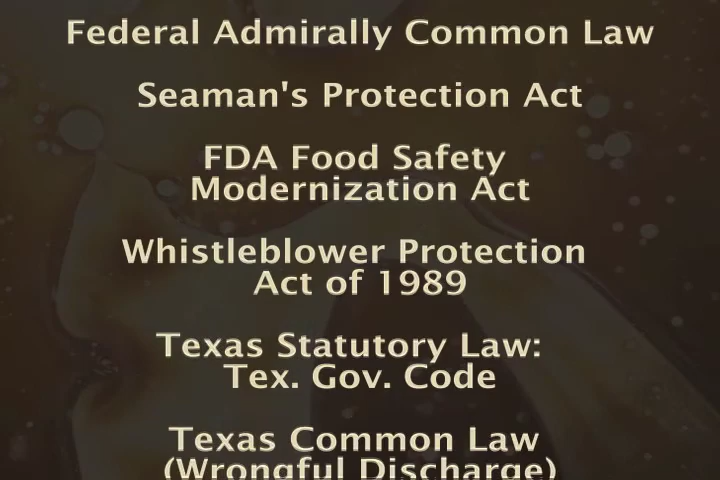 Federal Admirally Common Law
Seaman's Protection Act
FDA Food Safety
Modernization Act
Whistleblower Protection
Act of 1989
Texas Statutory Law:
Tex. Gov. Code
Texas Common Law
(Wrongful Discharge)